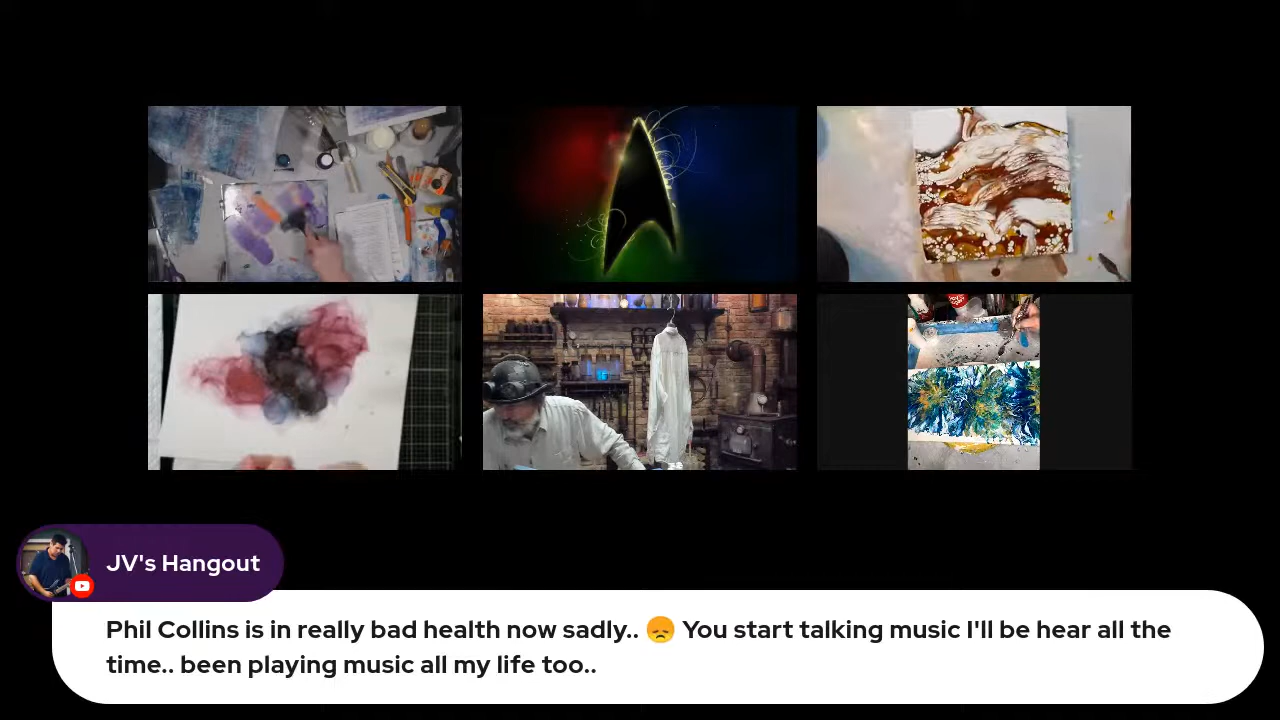 JV's Hangout
Phil Collins is in really bad health now sadly.. 😞 You start talking music I'll be hear all the
time.. been playing music all my life too..